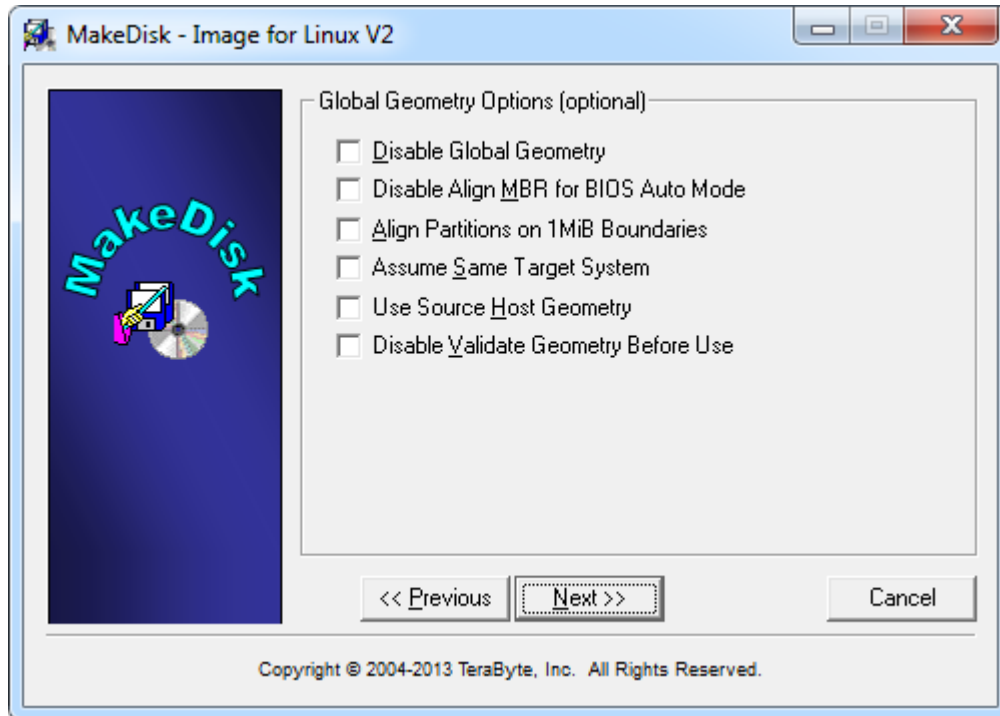 MakeDisk - Image for Linux V2
MakeDisk
Global Geometry Options (optional)
Disable Global Geometry
Disable Align MBR for BIOS Auto Mode
Align Partitions on 1MiB Boundaries
Assume Same Target System
Use Source Host Geometry
Disable Validate Geometry Before Use
<< Previous
Next >>
Cancel
Copyright © 2004-2013 TeraByte, Inc. All Rights Reserved.